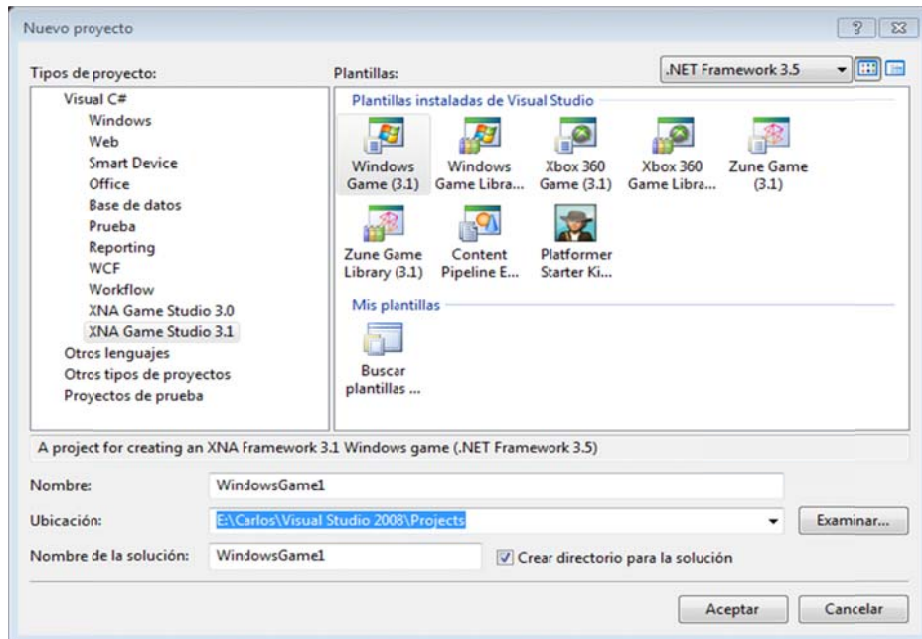 Nuevo proyecto
Tipos de proyecto:
Plantillas:
.NET Framework 3.5
Visual C#
Windows
Web
Smart Device
Office
Base de datos
Prueba
Reporting
WCF
Workflow
XNA Game Studio 3.0
XNA Game Studio 3.1
Otros lenguajes
Otros tipos de proyectos
Proyectos de prueba
Plantillas instaladas de Visual Studio
Windows
Game (3.1)
Windows
Game Libra...
Xbox 360
Game (3.1)
Xbox 360
Game Libra...
Zune Game
(3.1)
Zune Game
Library (3.1)
Content
Pipeline E...
Platformer
Starter Ki...
Mis plantillas
Buscar
plantillas ...
A project for creating an XNA Framework 3.1 Windows game (.NET Framework 3.5)
Nombre:
WindowsGame1
Ubicación:
E:\Carlos\Visual Studio 2008\Projects
Examinar...
Nombre de la solución:
WindowsGame1
Crear directorio para la solución
Aceptar
Cancelar